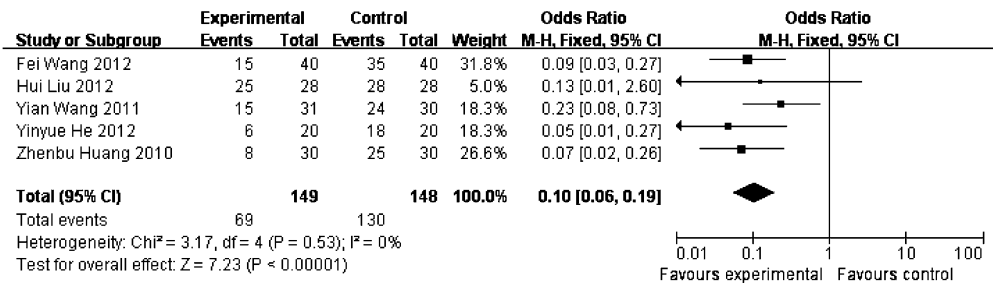 Experimental Control Odds Ratio Odds Ratio
Study or Subgroup Events Total Events Total Weight M-H, Fixed, 95% CI M-H, Fixed, 95% CI
Fei Wang 2012 15 40 35 40 31.8% 0.09 [0.03, 0.27]
Hui Liu 2012 25 28 28 28 5.0% 0.13 [0.01, 2.60]
Yian Wang 2011 15 31 24 30 18.3% 0.23 [0.08, 0.73]
Yinyue He 2012 6 20 18 20 18.3% 0.05 [0.01, 0.27]
Zhenbu Huang 2010 8 30 25 30 26.6% 0.07 [0.02, 0.26]
Total (95% CI) 149 148 100.0% 0.10 [0.06, 0.19]
Total events 69 130
Heterogeneity: Chi² = 3.17, df = 4 (P = 0.53); I² = 0%
Test for overall effect: Z = 7.23 (P < 0.00001)
0.01 0.1 1 10 100
Favours experimental Favours control